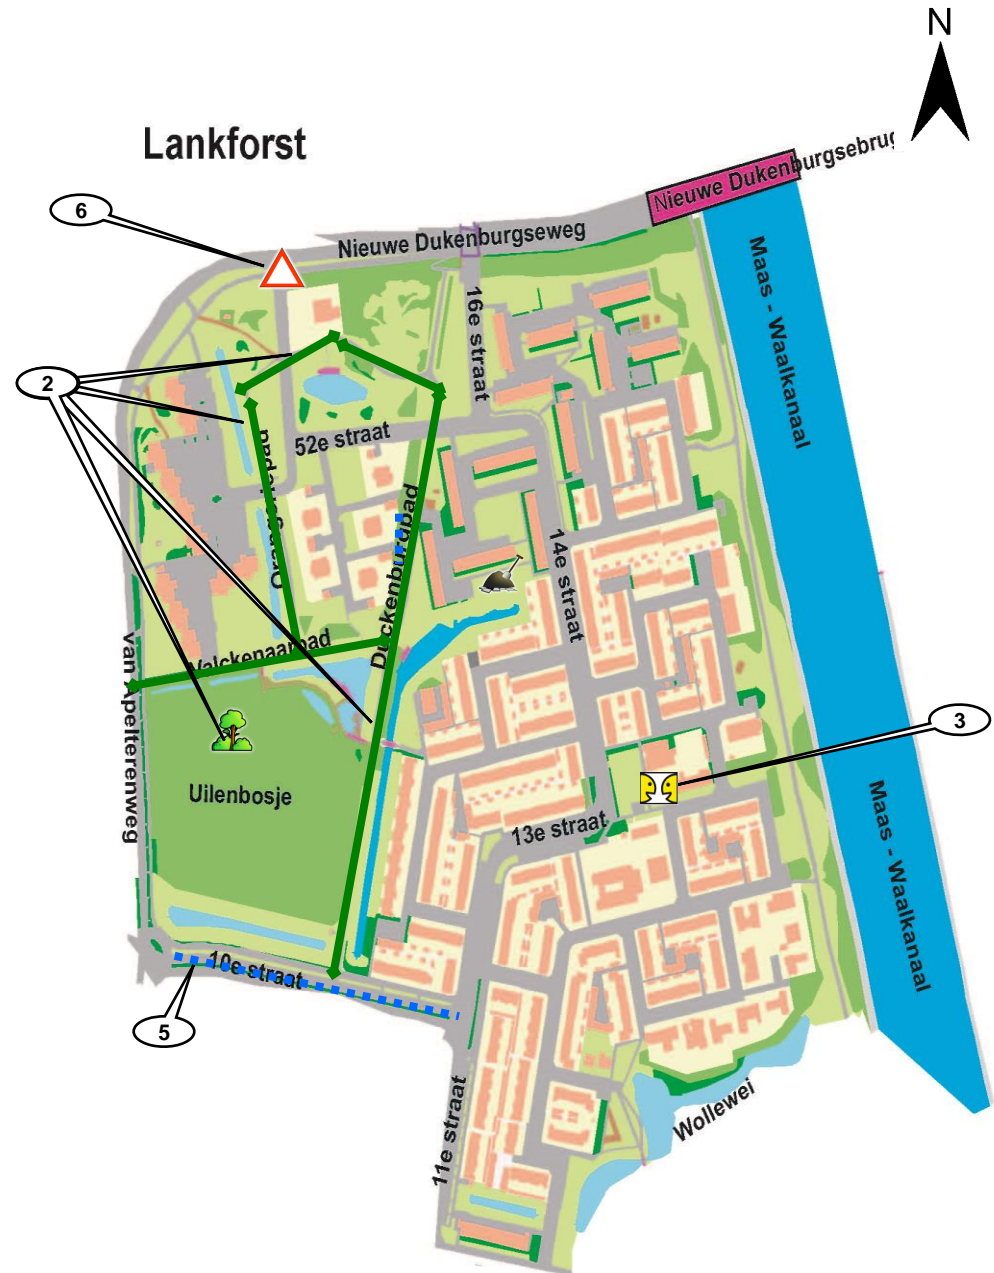 N
Lankforst
Nieuwe Dukenburgsebrug
6
Nieuwe Dukenburgseweg
Maas - Waalkanaal
16e straat
2
52e straat
14e straat
Duckenburgpad
van Apelterenweg
Valckenaarpad
3
Uilenbosje
13e straat
Maas - Waalkanaal
10e straat
5
11e straat
Wollewei